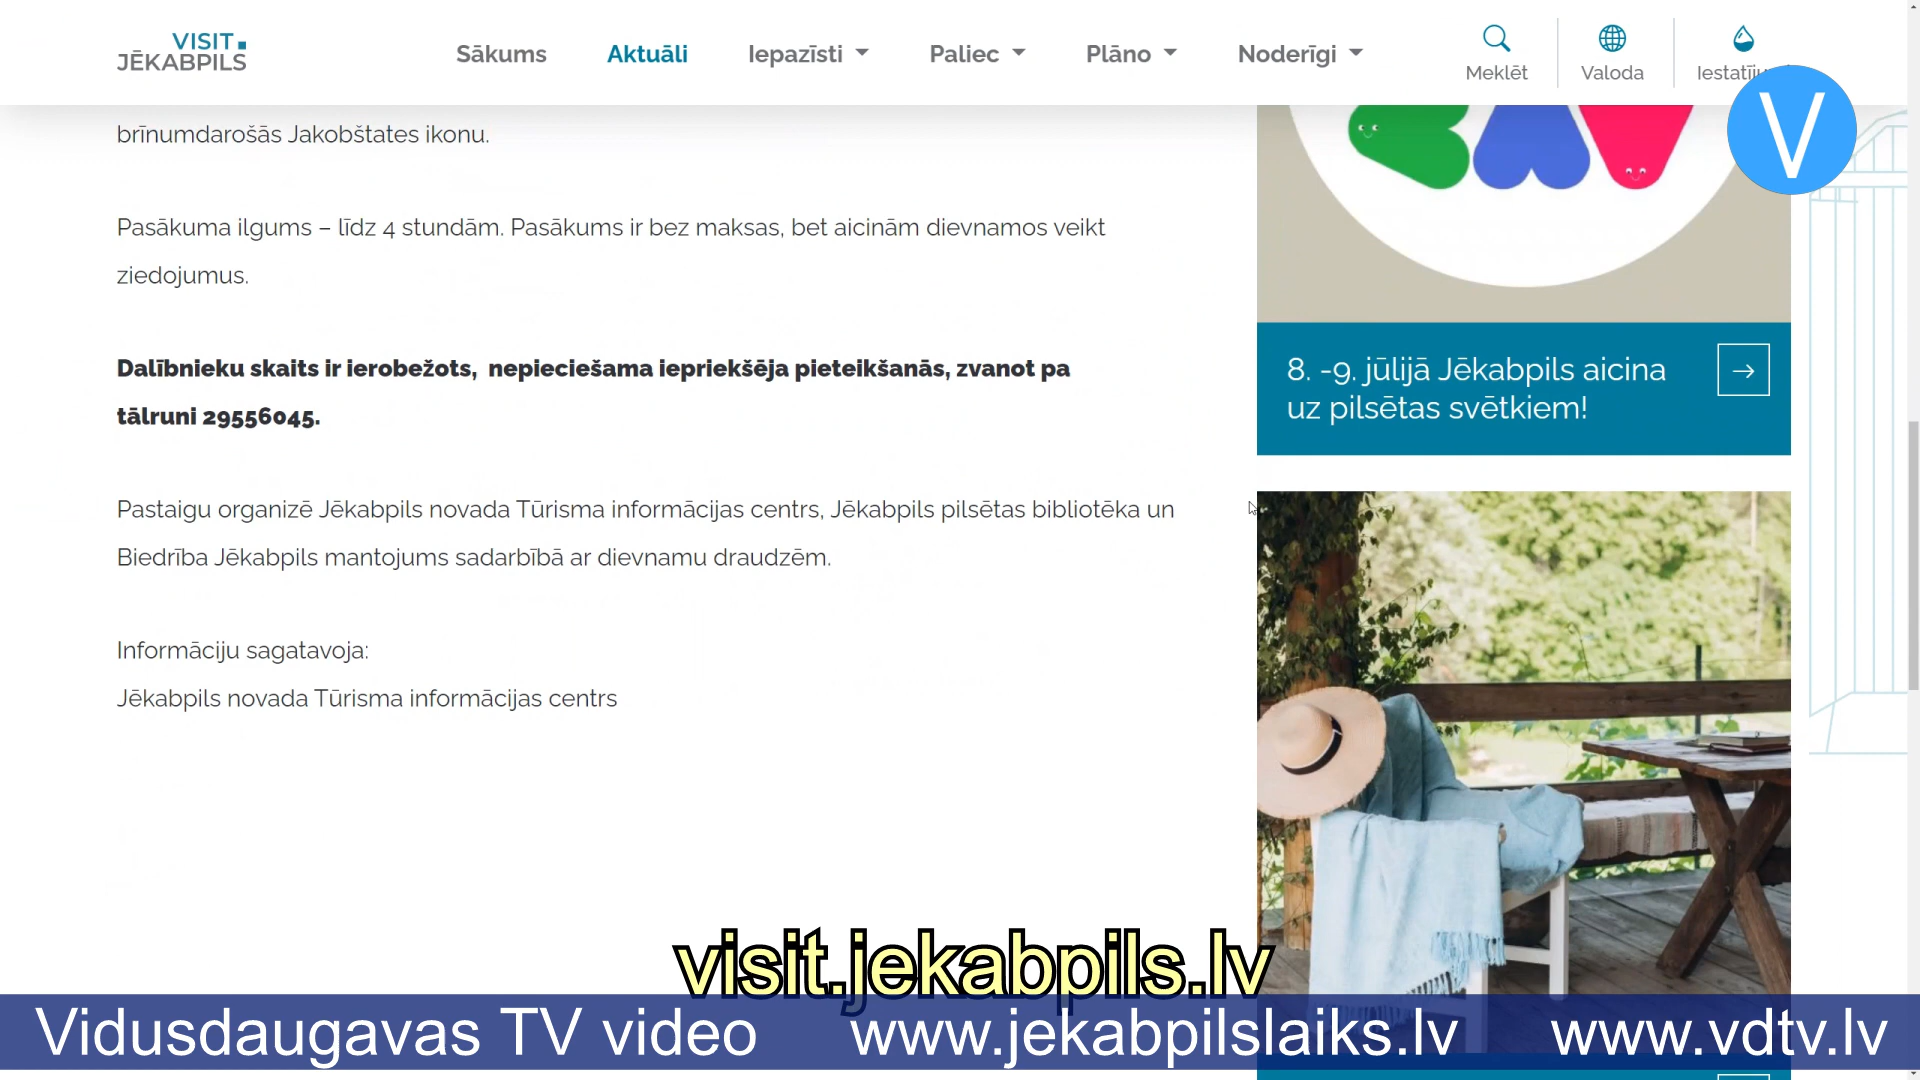 VISIT
JĒKABPILS
Sākums
Aktuāli
Iepazīsti
Paliec
Plāno
Noderīgi
Meklēt
Valoda
V
brīnumdarošās Jakobštates ikonu.
Pasākuma ilgums – līdz 4 stundām. Pasākums ir bez maksas, bet aicinām dievnamos veikt
ziedojumus.
Dalībnieku skaits ir ierobežots, nepieciešama iepriekšēja pieteikšanās, zvanot pa
tālruni 29556045.
Pastaigu organizē Jēkabpils novada Tūrisma informācijas centrs, Jēkabpils pilsētas bibliotēka un
Biedrība Jēkabpils mantojums sadarbībā ar dievnamu draudzēm.
Informāciju sagatavoja:
Jēkabpils novada Tūrisma informācijas centrs
8. -9. jūlijā Jēkabpils aicina
uz pilsētas svētkiem!
visit.jekabpils.lv
Vidusdaugavas TV video www.jekabpilslaiks.lv www.vdtv.lv